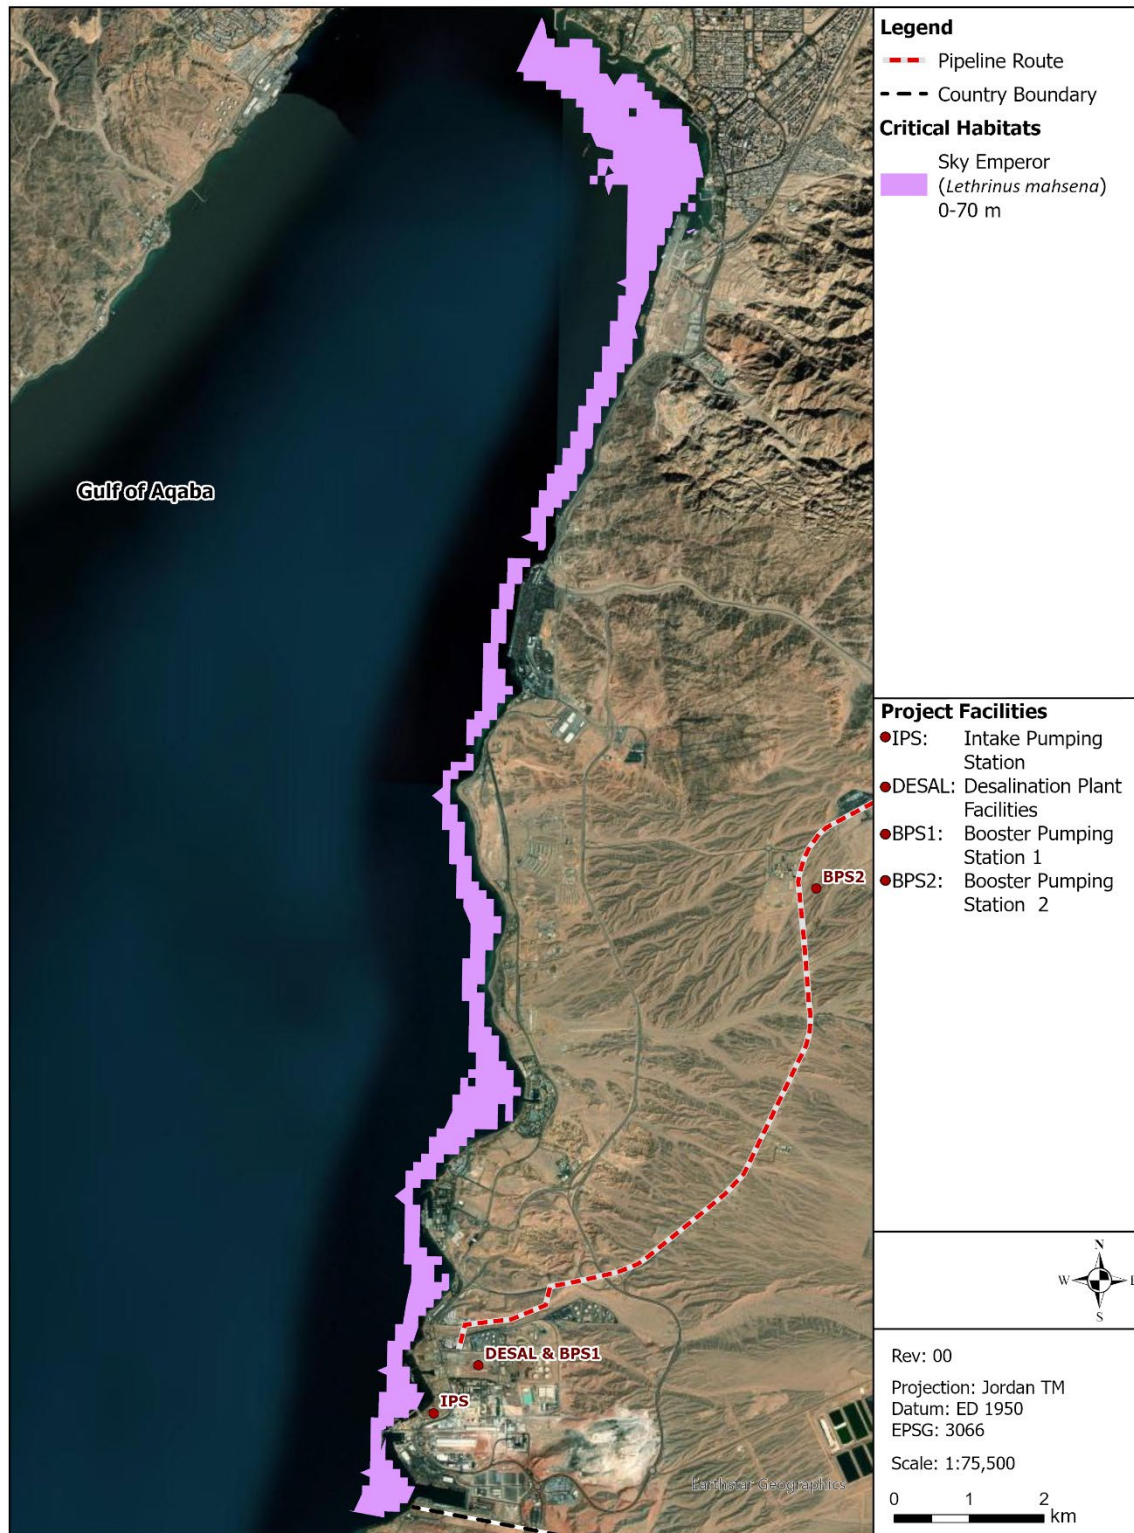 Legend
Pipeline Route
Country Boundary
Critical Habitats
Sky Emperor
(Lethrinus mahsena)
0-70 m
Gulf of Aqaba
Project Facilities
IPS: Intake Pumping
Station
DESAL: Desalination Plant
Facilities
BPS1: Booster Pumping
Station 1
BPS2: Booster Pumping
Station 2
BPS2
DESAL & BPS1
IPS
Earthstar Geographics
N
W E
S
Rev: 00
Projection: Jordan TM
Datum: ED 1950
EPSG: 3066
Scale: 1:75,500
0 1 2
km